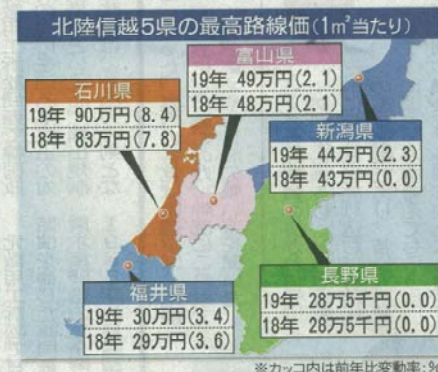 北陸信越5県の最高路線価(1㎡当たり)
富山県
19年 49万円(2.1)
18年 48万円(2.1)
石川県
19年 90万円(8.4)
18年 83万円(7.8)
新潟県
19年 44万円(2.3)
18年 43万円(0.0)
福井県
19年 30万円(3.4)
18年 29万円(3.6)
長野県
19年 28万5千円(0.0)
18年 28万5千円(0.0)
※カッコ内は前年比変動率:%